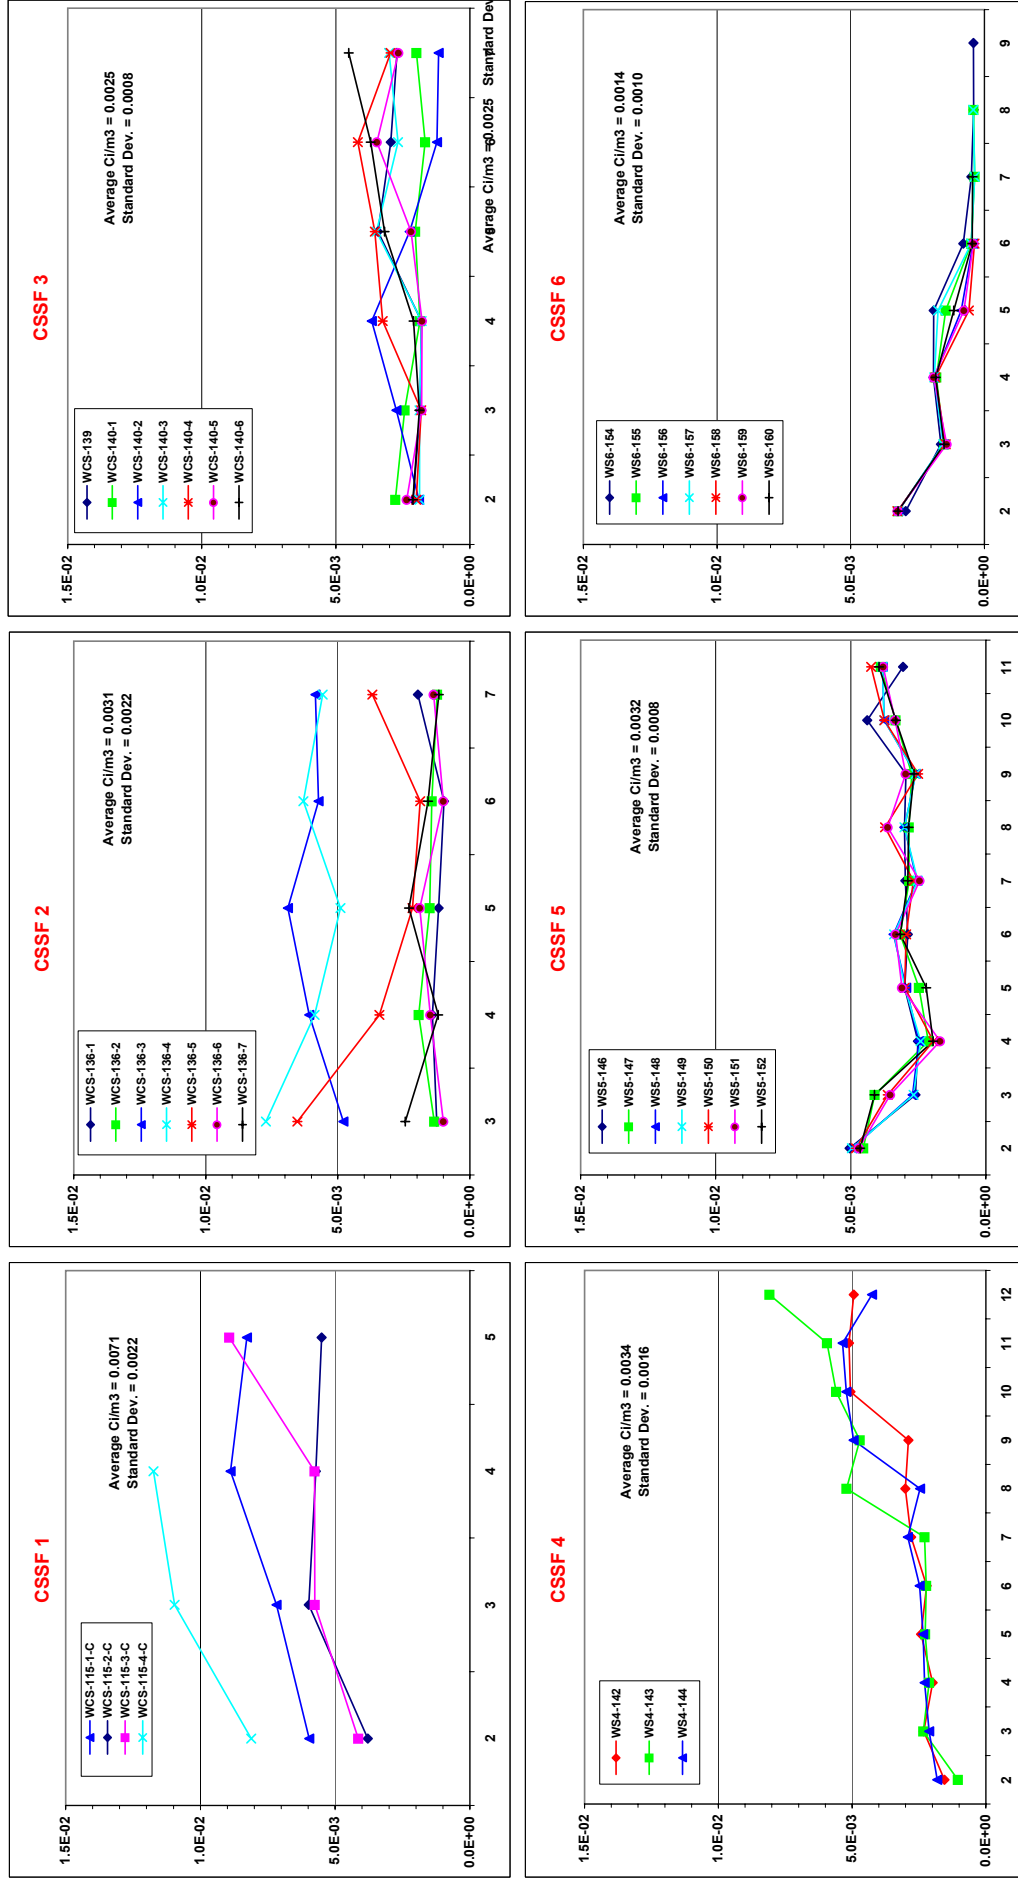 CSSF 1
Average Ci/m3 = 0.0071
Standard Dev. = 0.0022
WCS-115-1-C
WCS-115-2-C
WCS-115-3-C
WCS-115-4-C
1.5E-02
1.0E-02
5.0E-03
0.0E+00
2 3 4 5
CSSF 2
Average Ci/m3 = 0.0031
Standard Dev. = 0.0022
WCS-136-1
WCS-136-2
WCS-136-3
WCS-136-4
WCS-136-5
WCS-136-6
WCS-136-7
1.5E-02
1.0E-02
5.0E-03
0.0E+00
3 4 5 6 7
CSSF 3
Average Ci/m3 = 0.0025
Standard Dev. = 0.0008
WCS-139
WCS-140-1
WCS-140-2
WCS-140-3
WCS-140-4
WCS-140-5
WCS-140-6
1.5E-02
1.0E-02
5.0E-03
0.0E+00
2 3 4
Average Ci/m3 = 0.0025 Standard Dev
CSSF 4
Average Ci/m3 = 0.0034
Standard Dev. = 0.0016
WS4-142
WS4-143
WS4-144
1.5E-02
1.0E-02
5.0E-03
0.0E+00
2 3 4 5 6 7 8 9 10 11 12
CSSF 5
Average Ci/m3 = 0.0032
Standard Dev. = 0.0008
WS5-146
WS5-147
WS5-148
WS5-149
WS5-150
WS5-151
WS5-152
1.5E-02
1.0E-02
5.0E-03
0.0E+00
2 3 4 5 6 7 8 9 10 11
CSSF 6
Average Ci/m3 = 0.0014
Standard Dev. = 0.0010
WS6-154
WS6-155
WS6-156
WS6-157
WS6-158
WS6-159
WS6-160
1.5E-02
1.0E-02
5.0E-03
0.0E+00
2 3 4 5 6 7 8 9